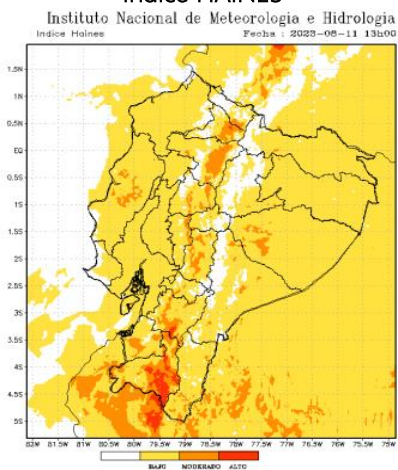 Índice HAINES
Instituto Nacional de Meteorologia e Hidrologia
Indice Haines Fecha : 2023-08-11 13h00
1.5N
1N
0.5N
EQ
0.5S
1S
1.5S
2S
2.5S
3S
3.5S
4S
4.5S
5S
82W 81.5W 81W 80.5W 80W 79.5W 79W 78.5W 78W 77.5W 77W 76.5W 76W 75.5W 75W
BAJO MODERADO ALTO